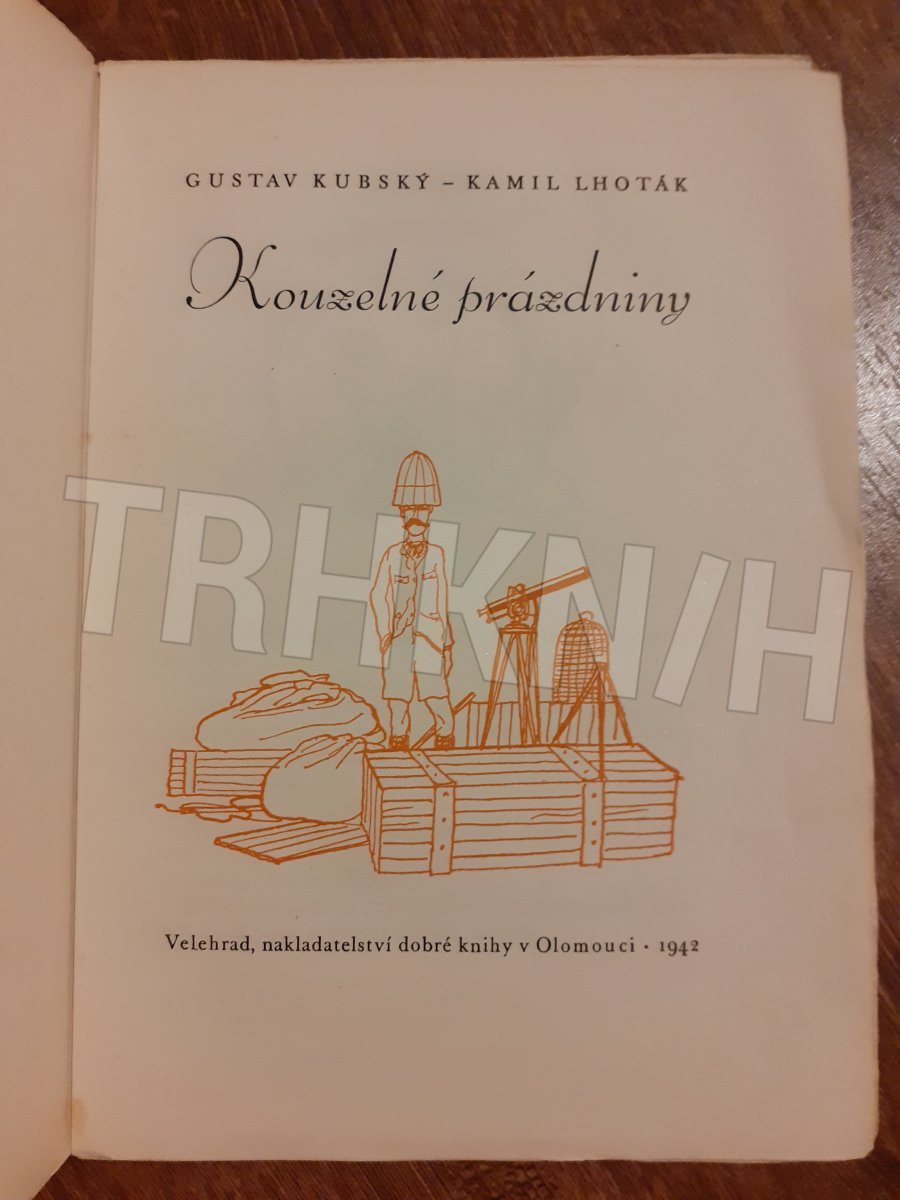 GUSTAV KUBSKÝ – KAMIL LHOTÁK
Kouzelné prázdniny
TRHKNIH
Velehrad, nakladatelství dobré knihy v Olomouci · 1942